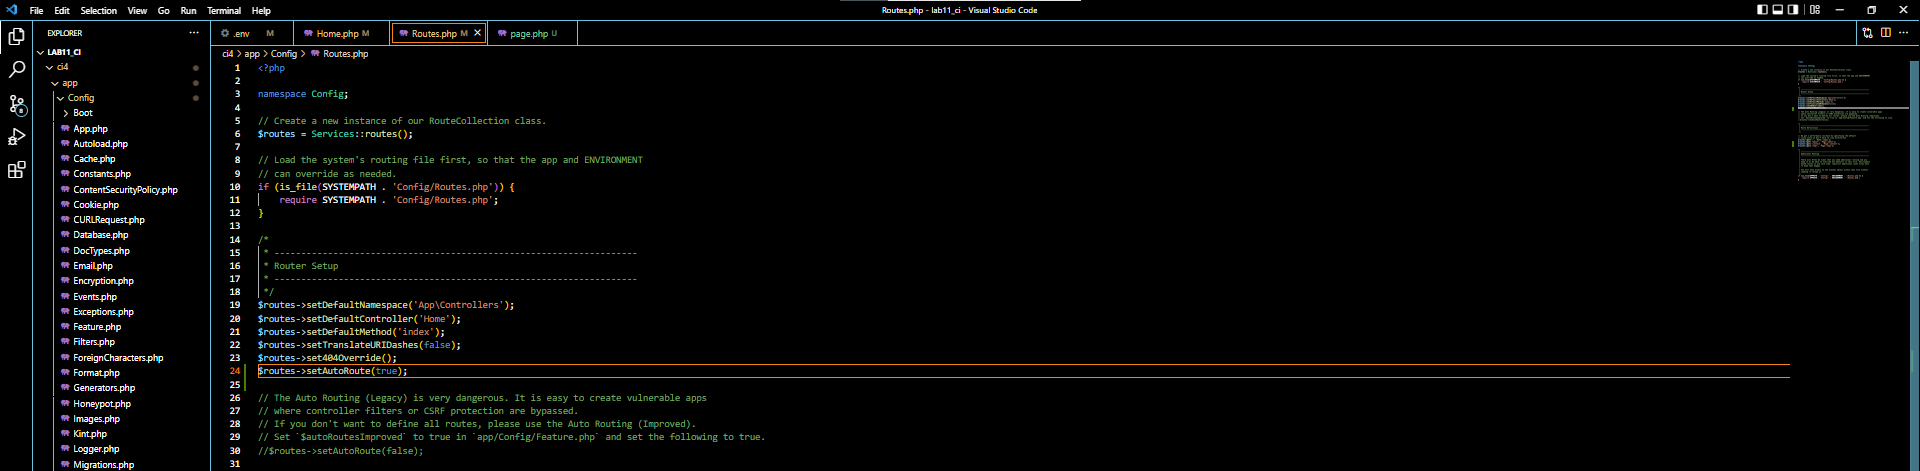 File Edit Selection View Go Run Terminal Help
Routes.php - lab11_ci - Visual Studio Code
EXPLORER ...
LAB11_CI
ci4
app
Config
Boot
App.php
Autoload.php
Cache.php
Constants.php
ContentSecurityPolicy.php
Cookie.php
CURLRequest.php
Database.php
DocTypes.php
Email.php
Encryption.php
Events.php
Exceptions.php
Feature.php
Filters.php
ForeignCharacters.php
Format.php
Generators.php
Honeypot.php
Images.php
Kint.php
Logger.php
Migrations.php
.env M
Home.php M
Routes.php M
page.php U
ci4 > app > Config > Routes.php
1 <?php
2
3 namespace Config;
4
5 // Create a new instance of our RouteCollection class.
6 $routes = Services::routes();
7
8 // Load the system's routing file first, so that the app and ENVIRONMENT
9 // can override as needed.
10 if (is_file(SYSTEMPATH . 'Config/Routes.php')) {
11 require SYSTEMPATH . 'Config/Routes.php';
12 }
13
14 /*
15 * --------------------------------------------------------------------
16 * Router Setup
17 * --------------------------------------------------------------------
18 */
19 $routes->setDefaultNamespace('App\Controllers');
20 $routes->setDefaultController('Home');
21 $routes->setDefaultMethod('index');
22 $routes->setTranslateURIDashes(false);
23 $routes->set404Override();
24 $routes->setAutoRoute(true);
25
26 // The Auto Routing (Legacy) is very dangerous. It is easy to create vulnerable apps
27 // where controller filters or CSRF protection are bypassed.
28 // If you don't want to define all routes, please use the Auto Routing (Improved).
29 // Set `$autoRoutesImproved` to true in `app/Config/Feature.php` and set the following to true.
30 //$routes->setAutoRoute(false);
31